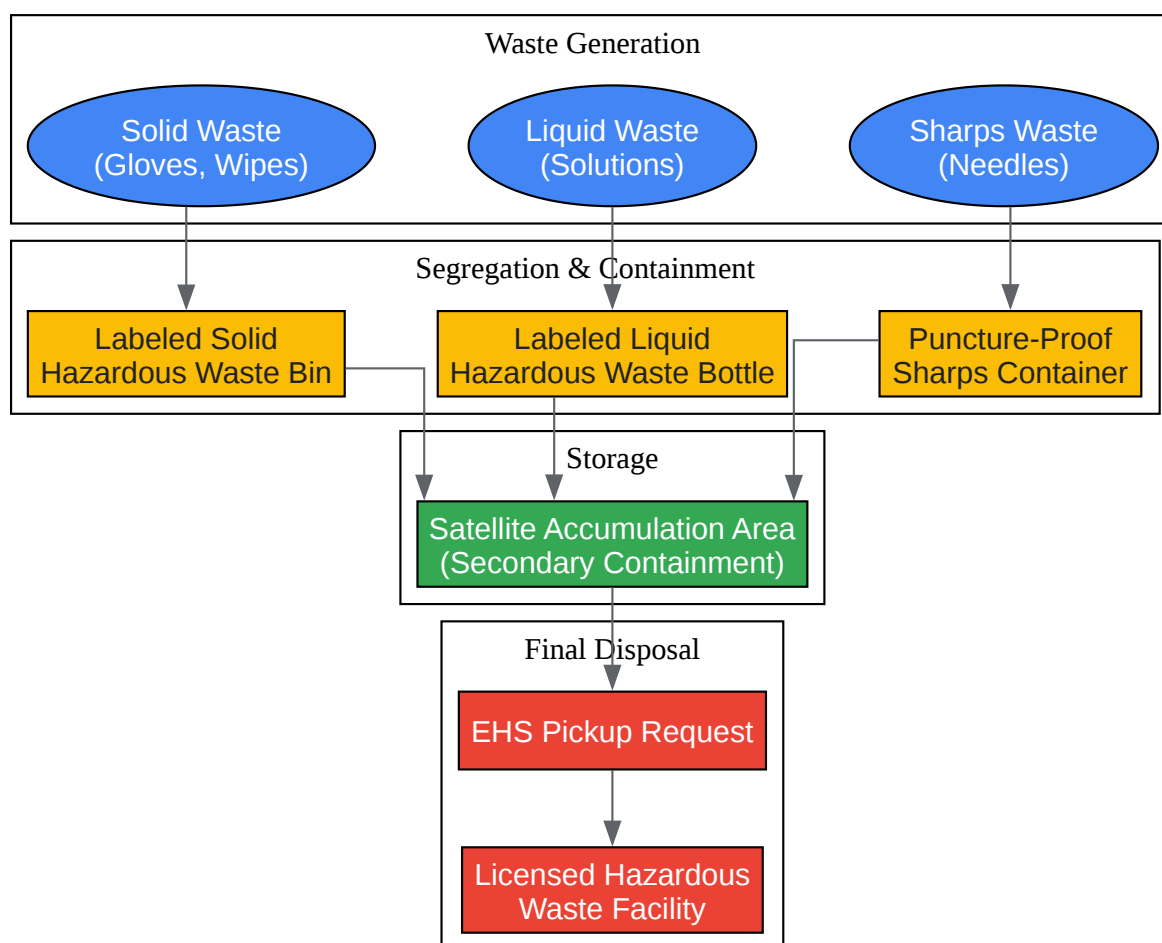 Waste Generation
Solid Waste
(Gloves, Wipes)
Liquid Waste
(Solutions)
Sharps Waste
(Needles)
Segregation & Containment
Labeled Solid
Hazardous Waste Bin
Labeled Liquid
Hazardous Waste Bottle
Puncture-Proof
Sharps Container
Storage
Satellite Accumulation Area
(Secondary Containment)
Final Disposal
EHS Pickup Request
Licensed Hazardous
Waste Facility